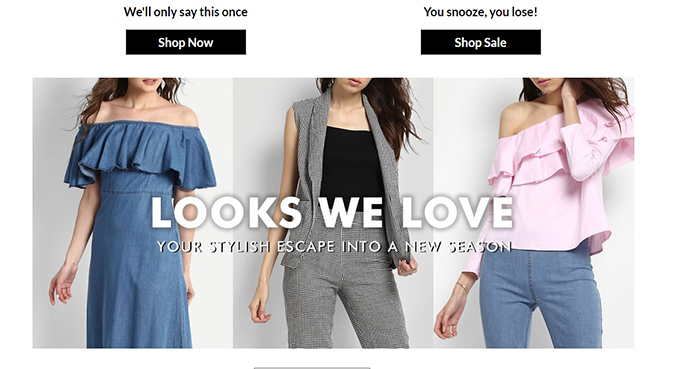 We'll only say this once
You snooze, you lose!
Shop Now
Shop Sale
LOOKS WE LOVE
YOUR STYLISH ESCAPE INTO A NEW SEASON